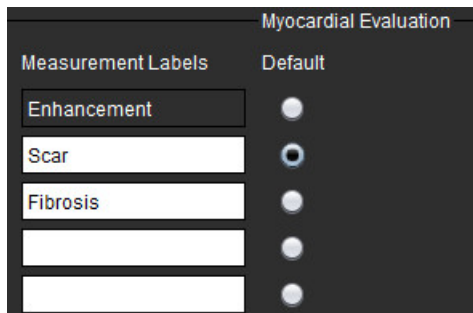 Myocardial Evaluation
Measurement Labels Default
Enhancement
Scar
Fibrosis